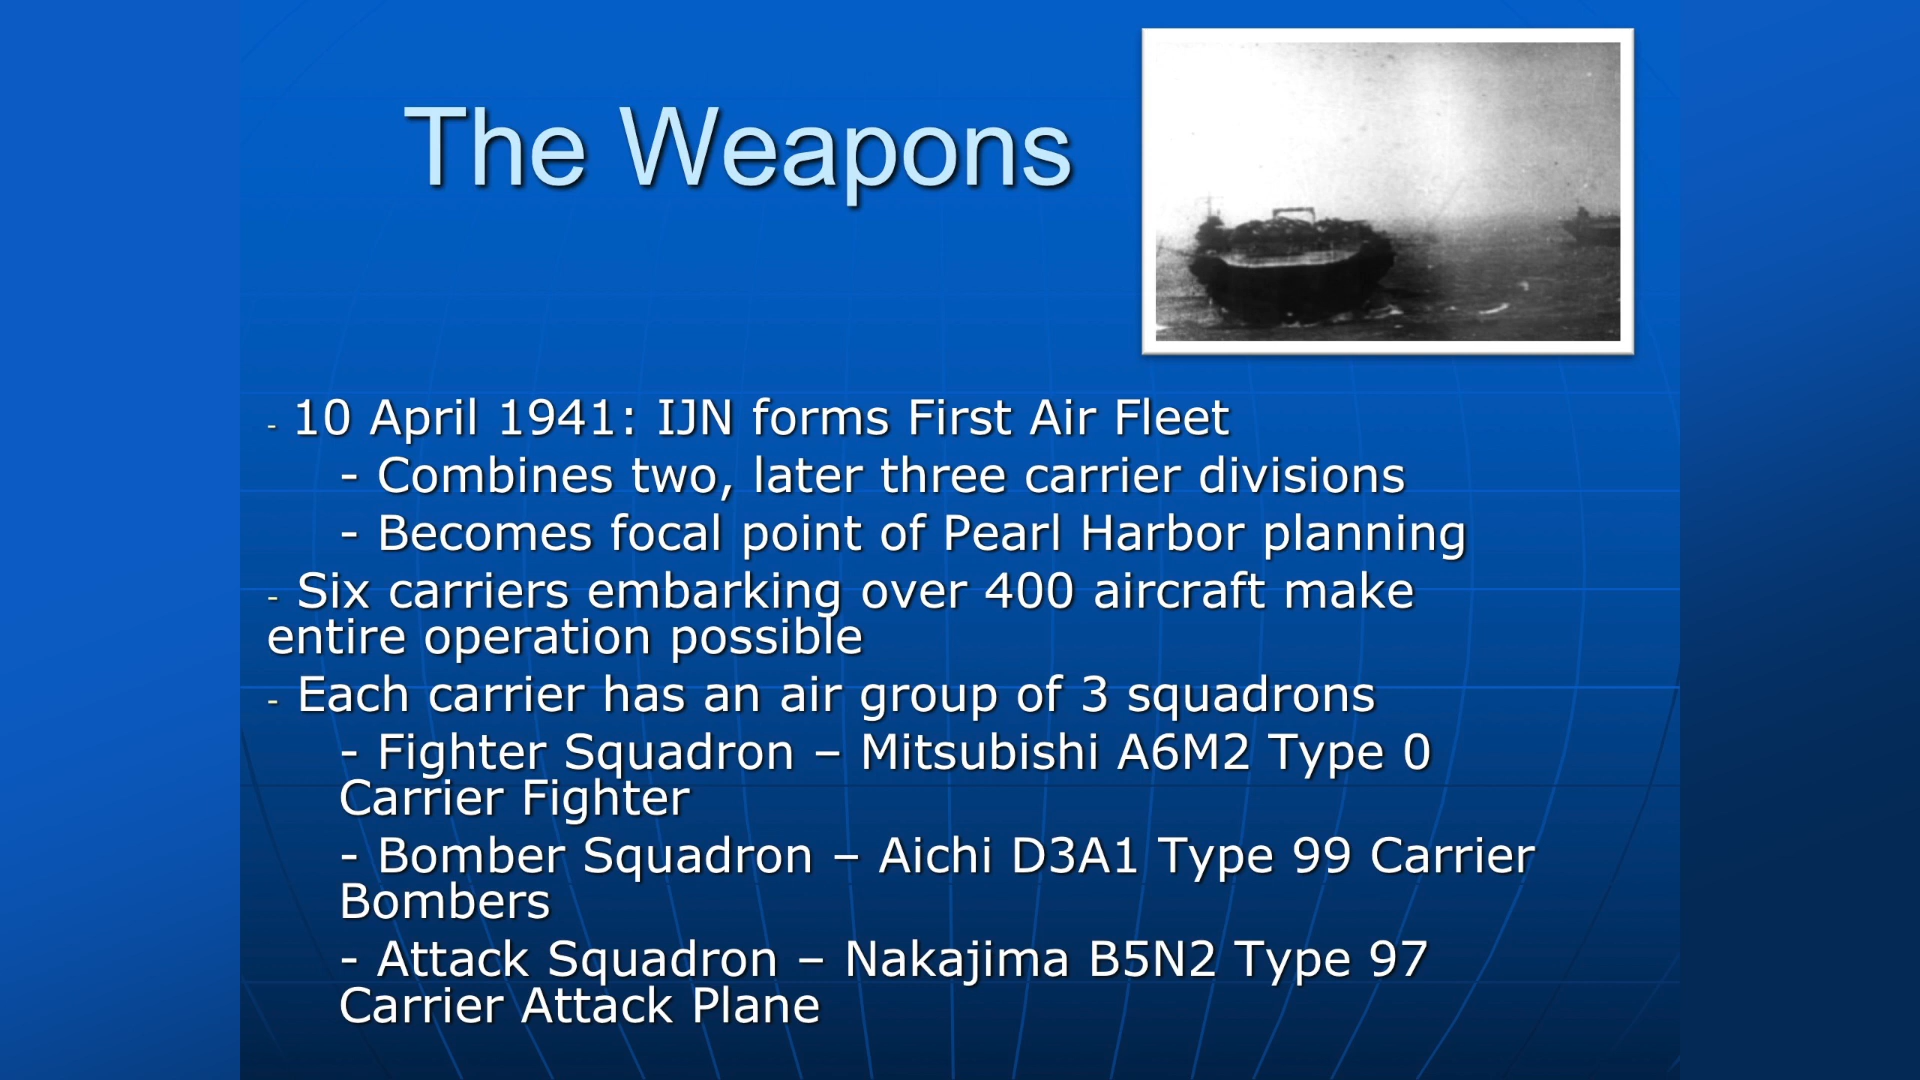 The Weapons
- 10 April 1941: IJN forms First Air Fleet
- Combines two, later three carrier divisions
- Becomes focal point of Pearl Harbor planning
- Six carriers embarking over 400 aircraft make
entire operation possible
- Each carrier has an air group of 3 squadrons
- Fighter Squadron – Mitsubishi A6M2 Type 0
Carrier Fighter
- Bomber Squadron – Aichi D3A1 Type 99 Carrier
Bombers
- Attack Squadron – Nakajima B5N2 Type 97
Carrier Attack Plane